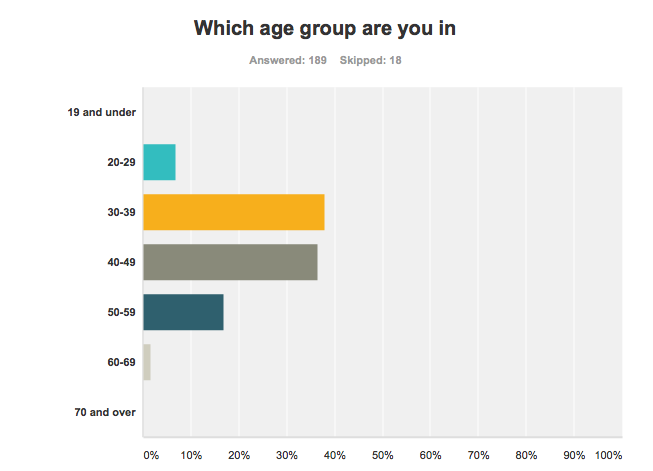 Which age group are you in
Answered: 189 Skipped: 18
19 and under
20-29
30-39
40-49
50-59
60-69
70 and over
0% 10% 20% 30% 40% 50% 60% 70% 80% 90% 100%